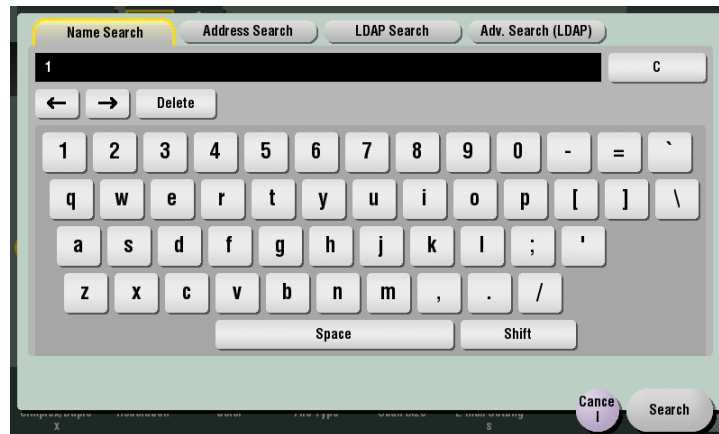 Name Search Address Search LDAP Search Adv. Search (LDAP)
1 C
← → Delete
1 2 3 4 5 6 7 8 9 0 - = `
q w e r t y u i o p [ ] \
a s d f g h j k l ; '
z x c v b n m , . /
Space Shift
Cance
l
Search
x
s